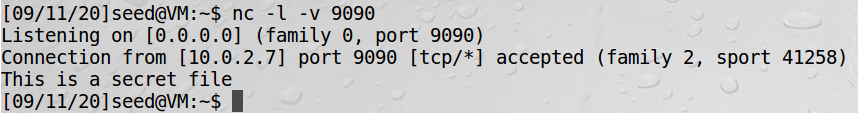 [09/11/20]seed@VM:~$ nc -l -v 9090
Listening on [0.0.0.0] (family 0, port 9090)
Connection from [10.0.2.7] port 9090 [tcp/*] accepted (family 2, sport 41258)
This is a secret file
[09/11/20]seed@VM:~$